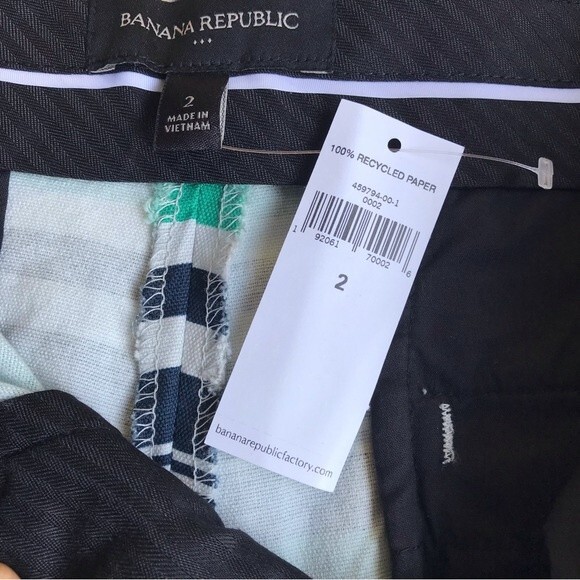 BANANA REPUBLIC
2
MADE IN
VIETNAM
100% RECYCLED PAPER
459794-00-1
0002
1 92061 70002 6
2
bananarepublicfactory.com